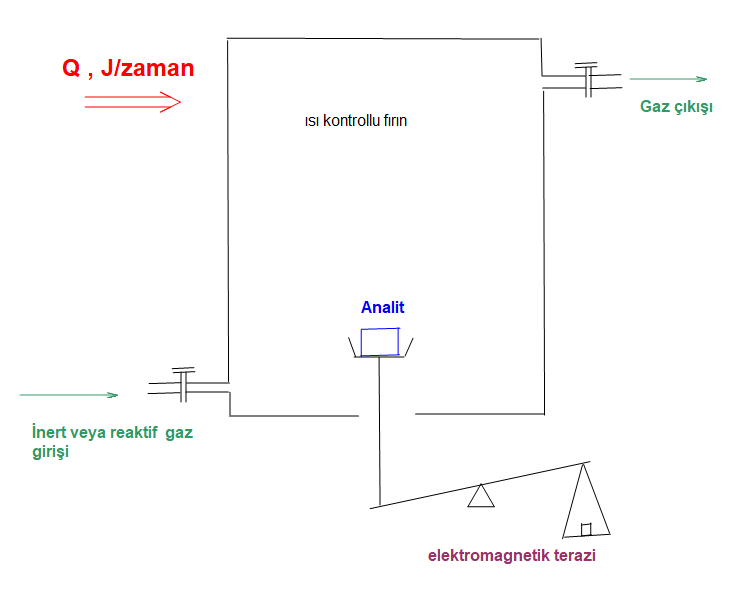 Q , J/zaman
ısı kontrollu fırın
Gaz çıkışı
Analit
İnert veya reaktif gaz
girişi
elektromagnetik terazi